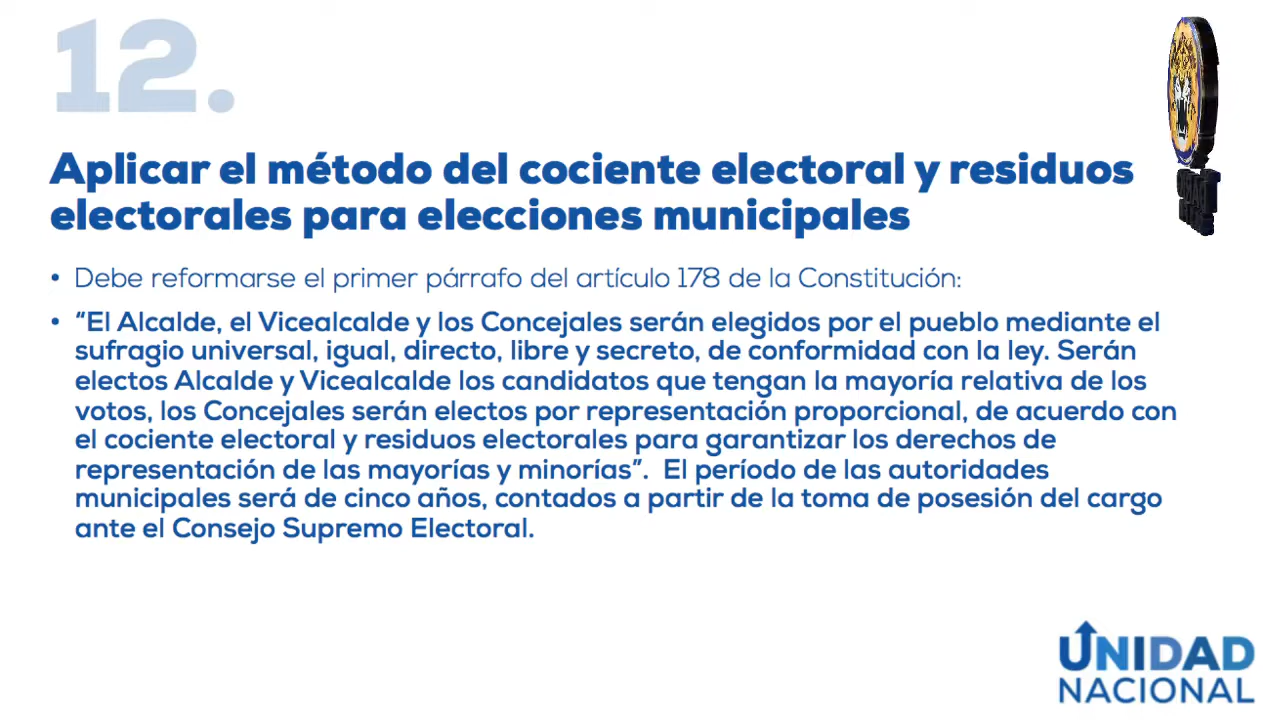 12.
Aplicar el método del cociente electoral y residuos
electorales para elecciones municipales
• Debe reformarse el primer párrafo del artículo 178 de la Constitución:
• “El Alcalde, el Vicealcalde y los Concejales serán elegidos por el pueblo mediante el
sufragio universal, igual, directo, libre y secreto, de conformidad con la ley. Serán
electos Alcalde y Vicealcalde los candidatos que tengan la mayoría relativa de los
votos, los Concejales serán electos por representación proporcional, de acuerdo con
el cociente electoral y residuos electorales para garantizar los derechos de
representación de las mayorías y minorías”. El período de las autoridades
municipales será de cinco años, contados a partir de la toma de posesión del cargo
ante el Consejo Supremo Electoral.
UNIDAD
NACIONAL